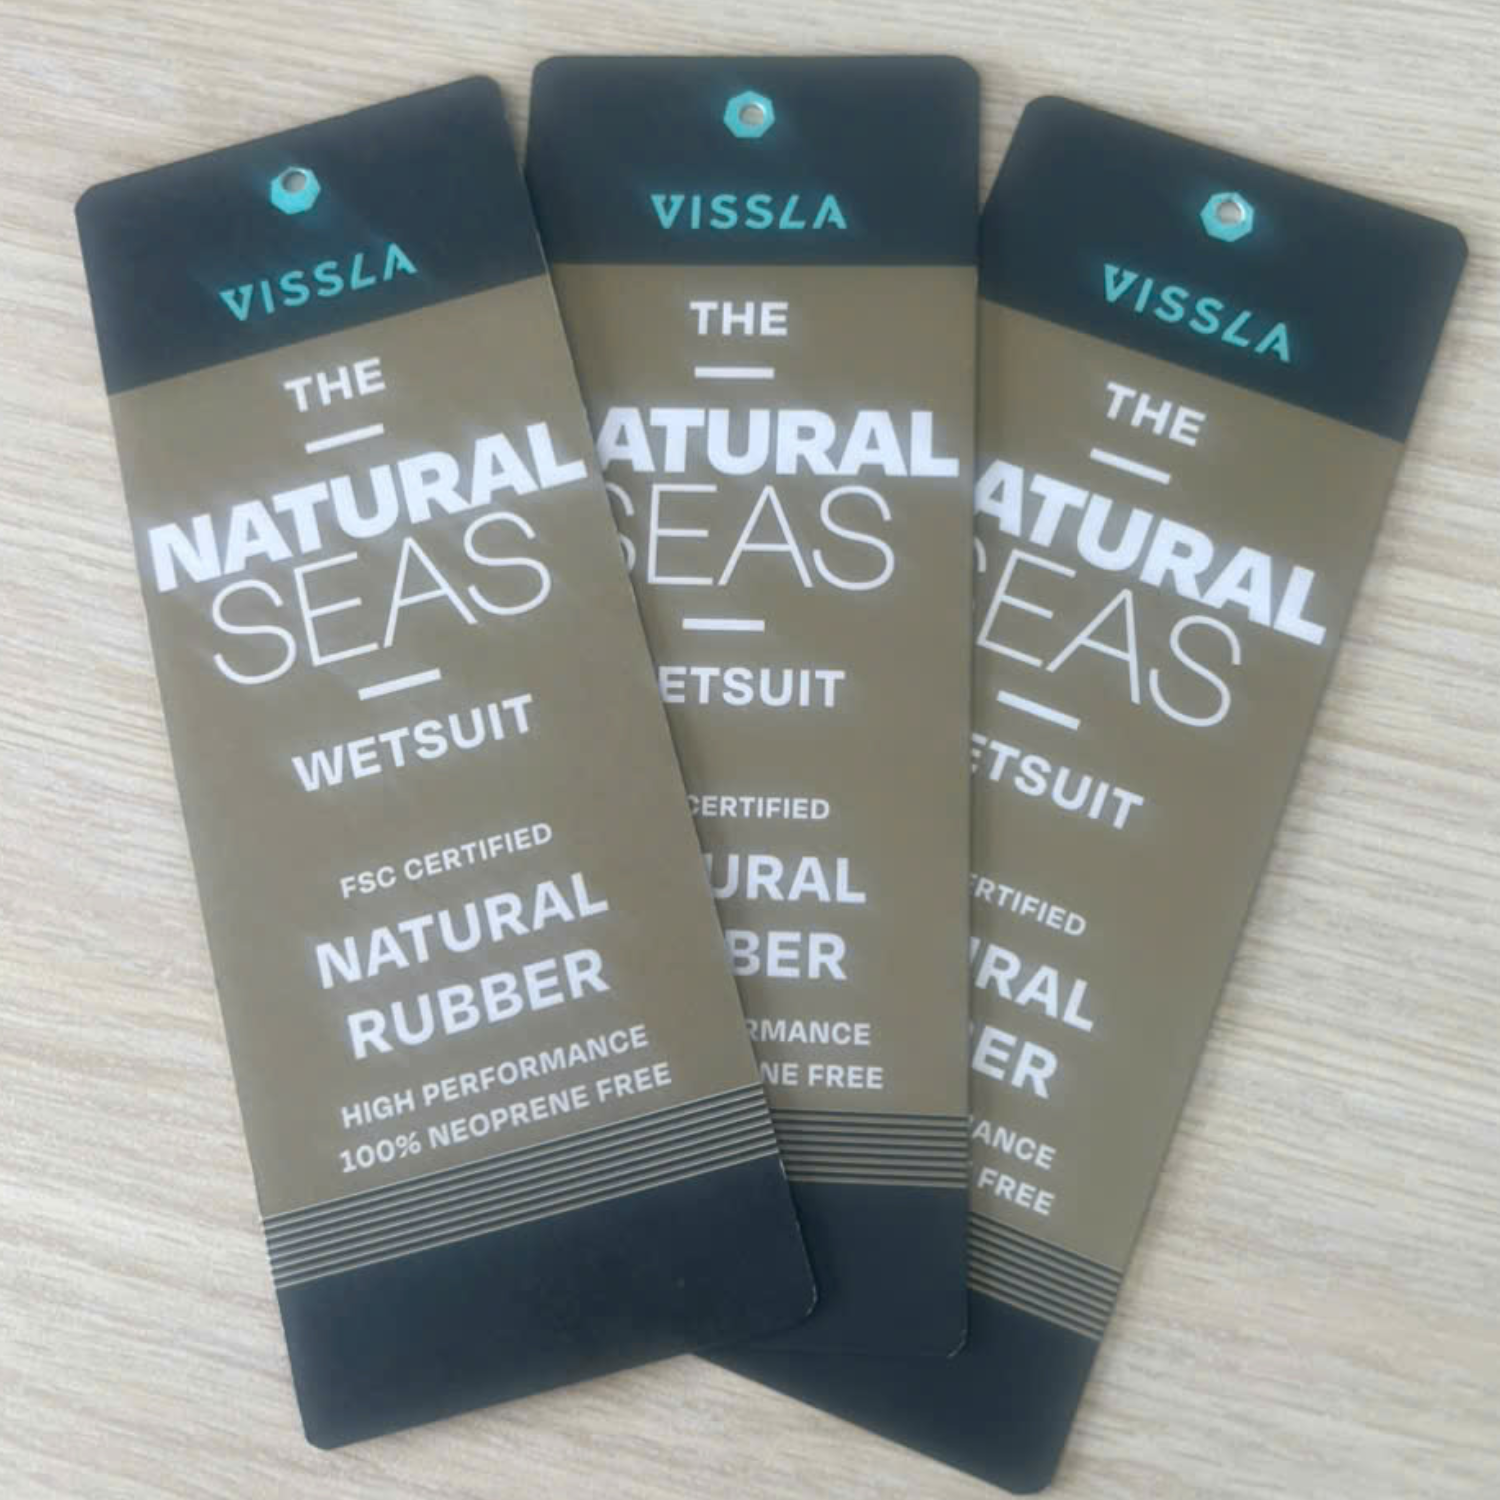 VISSLA
THE
NATURAL
SEAS
WETSUIT
FSC CERTIFIED
NATURAL
RUBBER
HIGH PERFORMANCE
100% NEOPRENE FREE
VISSLA
THE
ATURAL
SEAS
ETSUIT
CERTIFIED
URAL
BER
RMANCE
NE FREE
VISSLA
THE
ATURAL
EAS
ETSUIT
RTIFIED
RAL
ER
ANCE
FREE